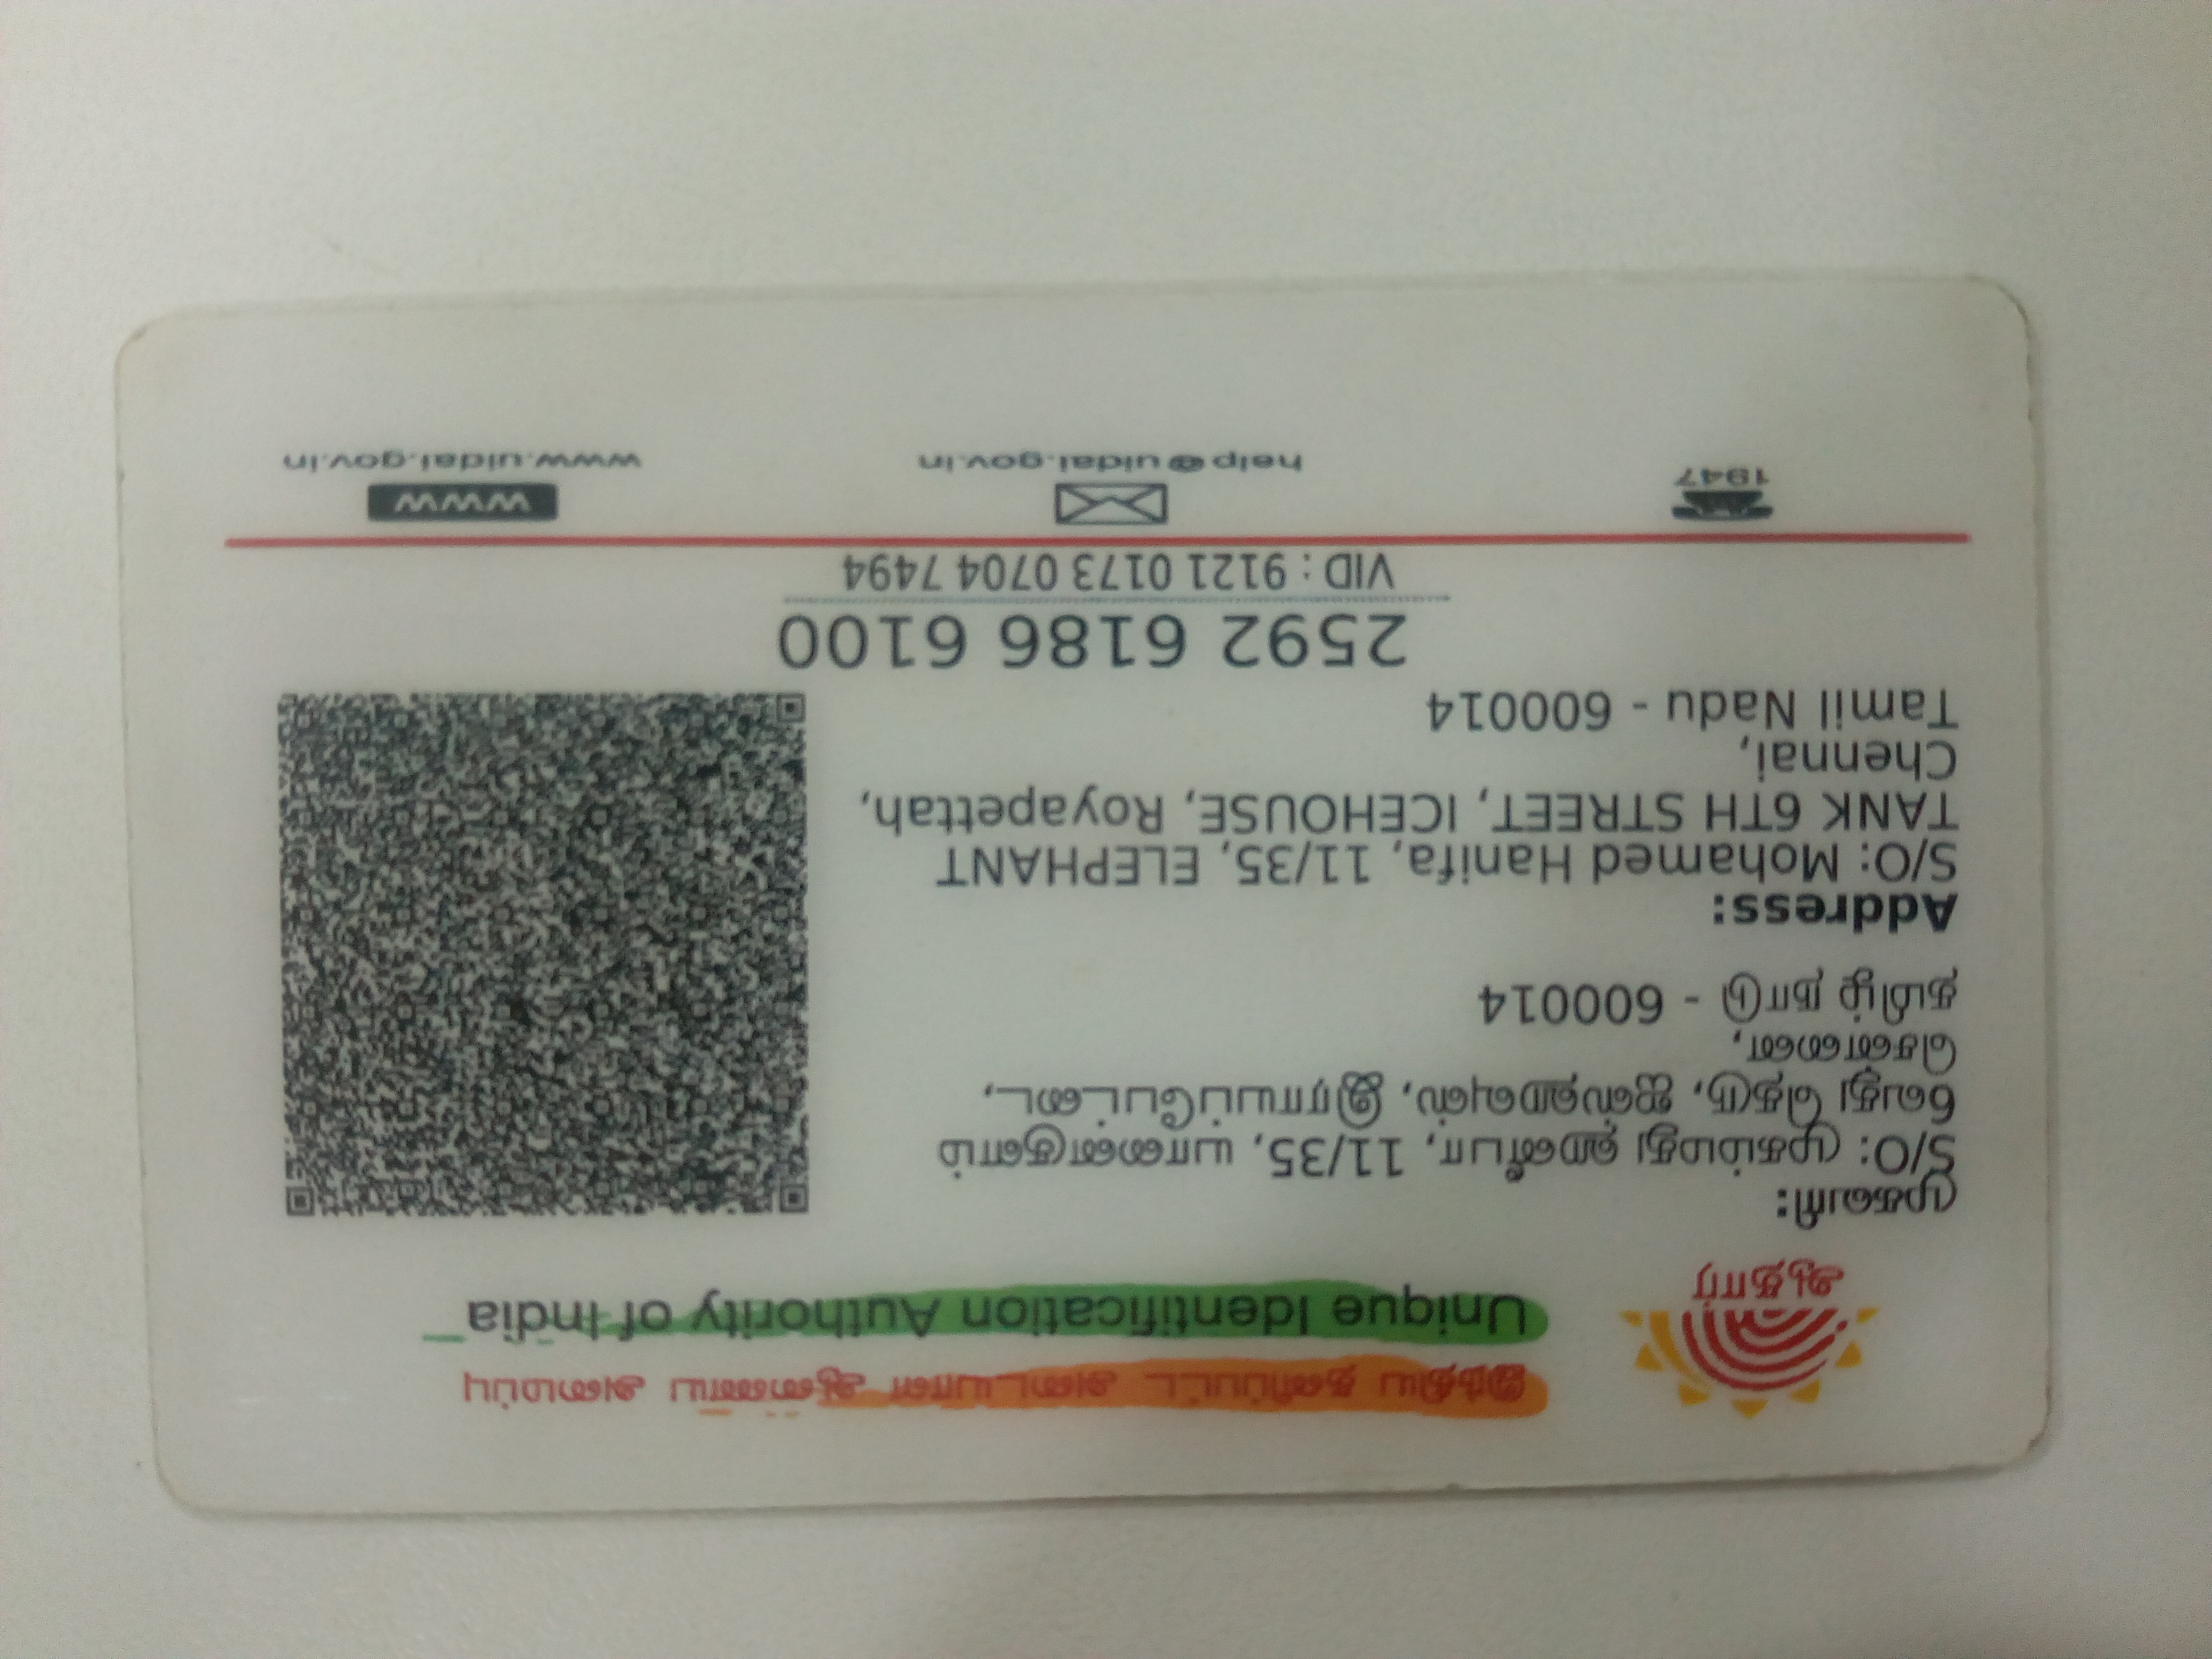 இந்திய தனிப்பட்ட அடையாள ஆணைய அமைப்பு
Unique Identification Authority of India
ஆதார்
முகவரி:
S/O: முகம்மது ஹனீபா, 11/35, யானைகுளம்
6வது தெரு, ஐஸ்ஹவுஸ், இராயப்பேட்டை,
சென்னை,
தமிழ் நாடு - 600014
Address:
S/O: Mohamed Hanifa, 11/35, ELEPHANT
TANK 6TH STREET, ICEHOUSE, Royapettah,
Chennai,
Tamil Nadu - 600014
2592 6186 6100
VID : 9121 0173 0704 7494
1947
help@uidai.gov.in
WWW
www.uidai.gov.in